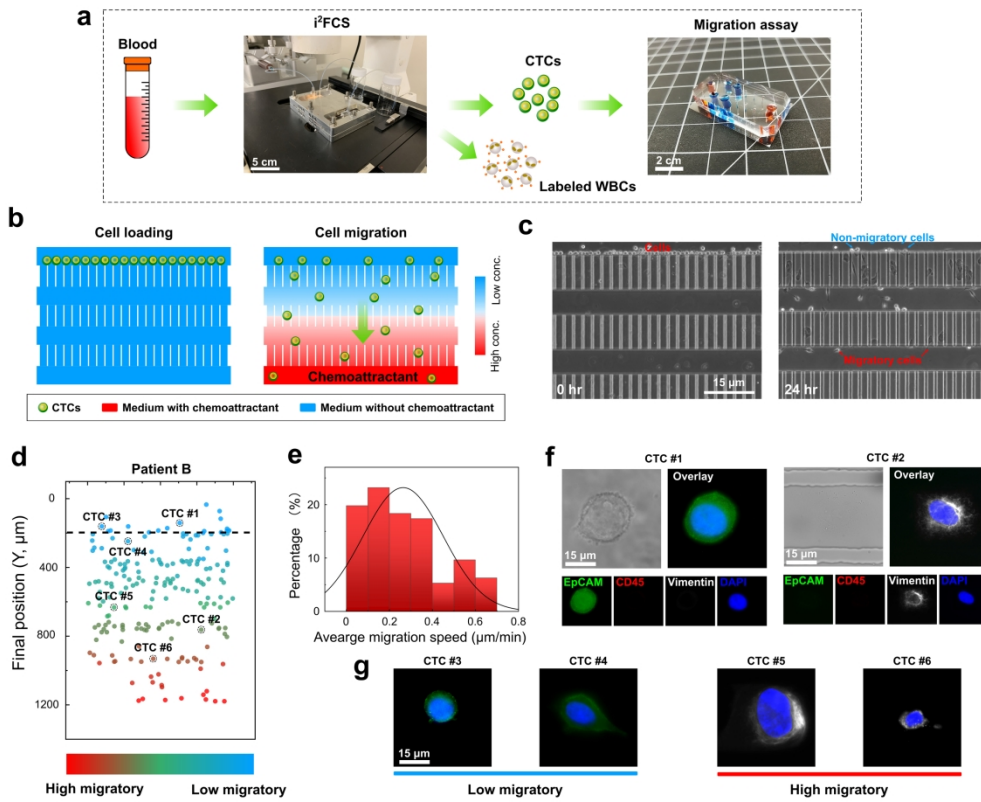 a
i²FCS
Migration assay
Blood
CTCs
5 cm
2 cm
Labeled WBCs
b
Cell loading
Cell migration
Low conc.
High conc.
Chemoattractant
CTCs
Medium with chemoattractant
Medium without chemoattractant
c
Cells
Non-migratory cells
Migratory cells
0 hr
15 µm
24 hr
d
Patient B
Final position (Y, µm)
0
400
600
800
1200
CTC #3
CTC #1
CTC #4
CTC #5
CTC #2
CTC #6
High migratory
Low migratory
e
Percentage (%)
20
10
0
0
0.2
0.4
0.6
0.8
Avearge migration speed (µm/min)
f
CTC #1
CTC #2
Overlay
Overlay
15 µm
15 µm
EpCAM
CD45
Vimentin
DAPI
EpCAM
CD45
Vimentin
DAPI
g
CTC #3
CTC #4
CTC #5
CTC #6
15 µm
Low migratory
High migratory